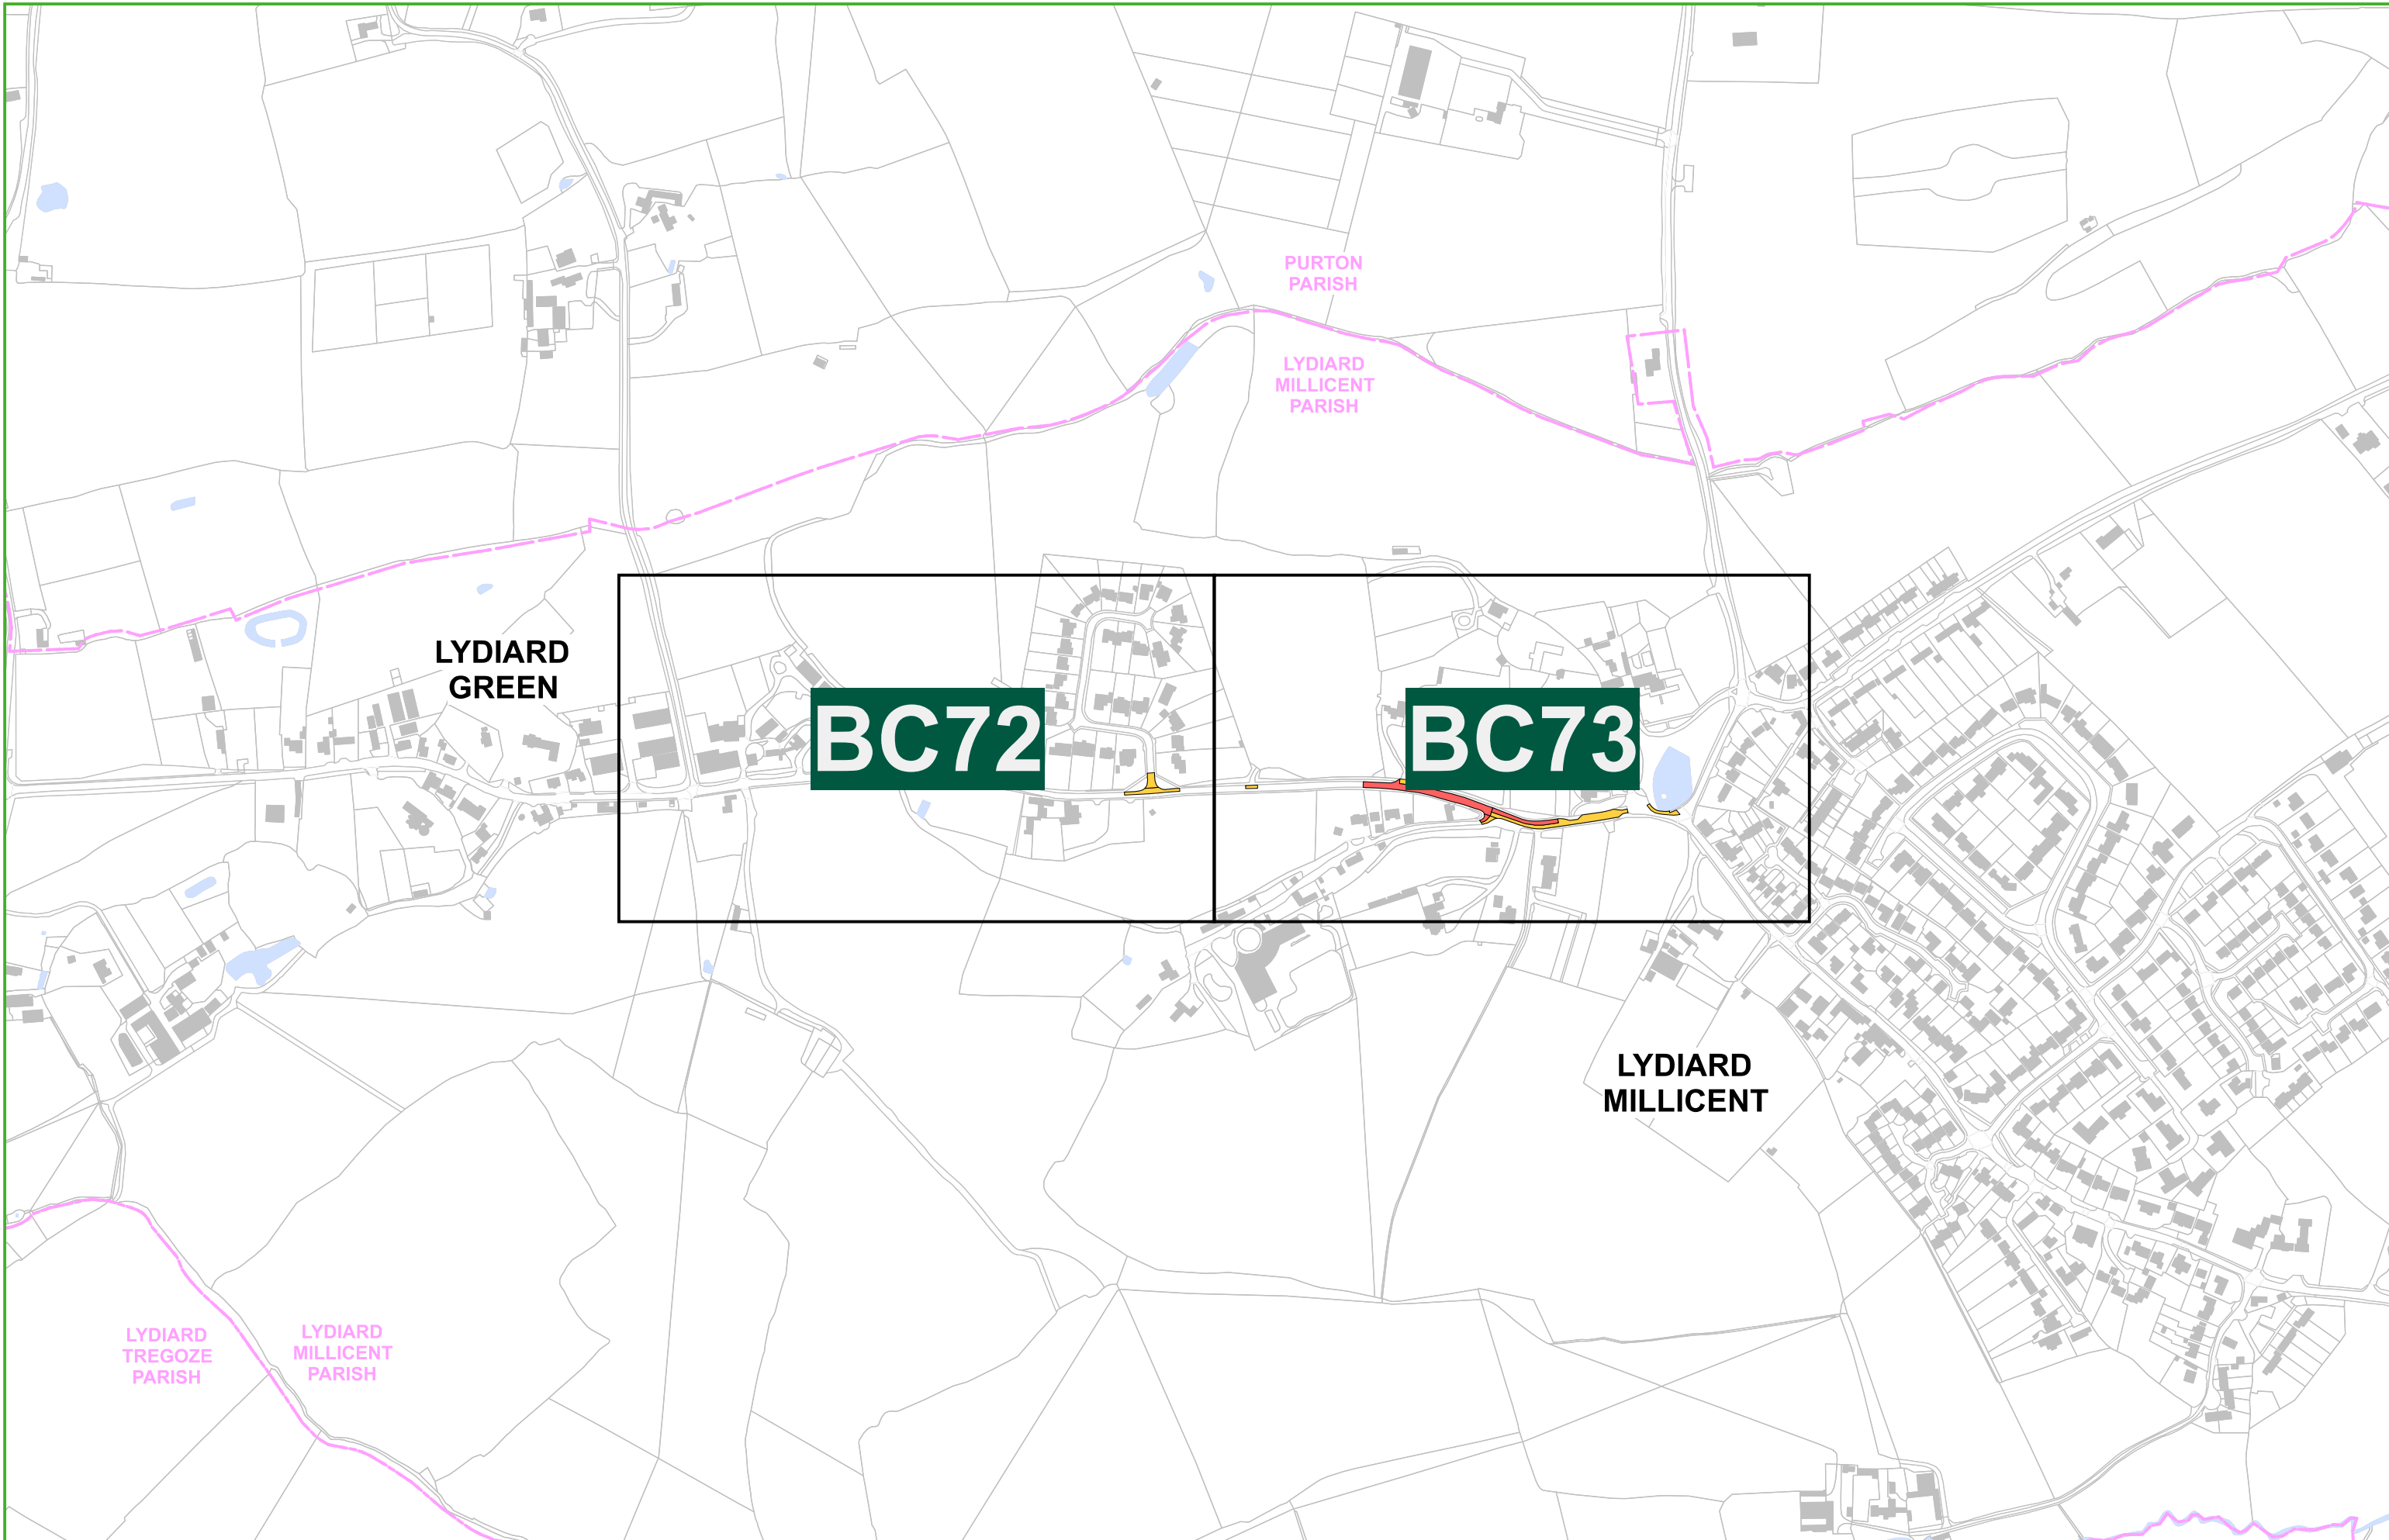 PURTON
PARISH
LYDIARD
MILLICENT
PARISH
LYDIARD
GREEN
BC72
BC73
LYDIARD
MILLICENT
LYDIARD
TREGOZE
PARISH
LYDIARD
MILLICENT
PARISH